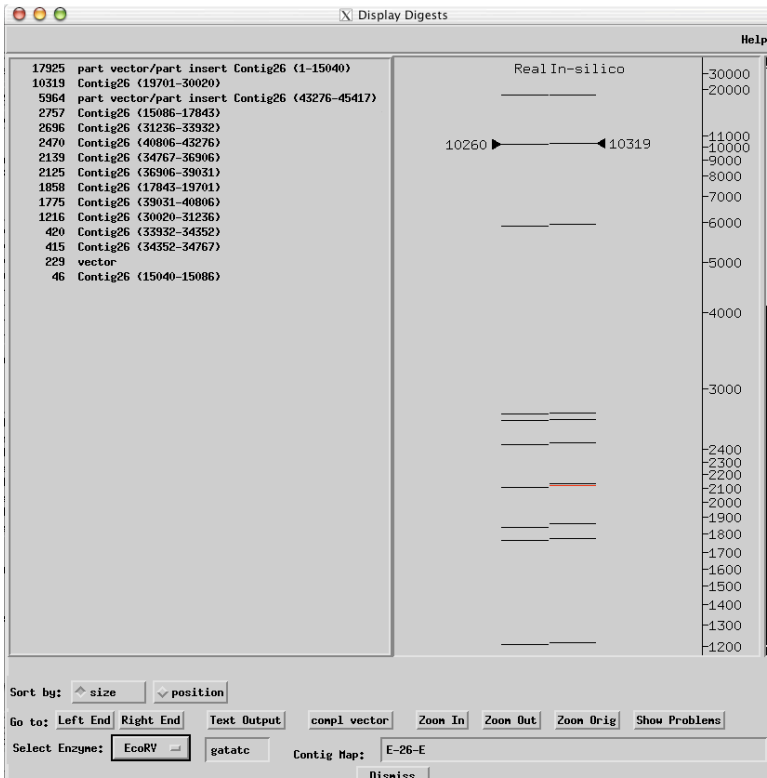 Display Digests
Help
17925 part vector/part insert Contig26 (1-15040)
10319 Contig26 (19701-30020)
5964 part vector/part insert Contig26 (43276-45417)
2757 Contig26 (15086-17843)
2696 Contig26 (31236-33932)
2470 Contig26 (40806-43276)
2139 Contig26 (34767-36906)
2125 Contig26 (36906-39031)
1858 Contig26 (17843-19701)
1775 Contig26 (39031-40806)
1216 Contig26 (30020-31236)
420 Contig26 (33932-34352)
415 Contig26 (34352-34767)
229 vector
46 Contig26 (15040-15086)
Real In-silico
10260 10319
30000
20000
11000
10000
9000
8000
7000
6000
5000
4000
3000
2400
2300
2200
2100
2000
1900
1800
1700
1600
1500
1400
1300
1200
Sort by: size position
Go to: Left End Right End Text Output compl vector Zoom In Zoom Out Zoom Orig Show Problems
Select Enzyme: EcoRV gatatc Contig Map: E-26-E
Dismiss